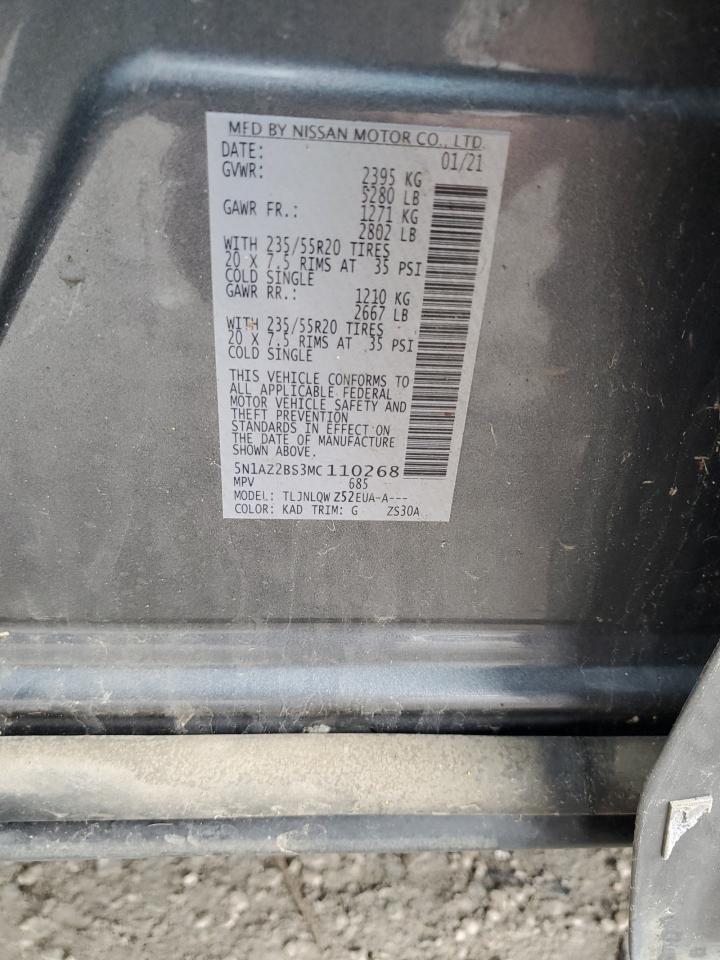 MFD BY NISSAN MOTOR CO., LTD.
DATE: 01/21
GVWR: 2395 KG
5280 LB
GAWR FR.: 1271 KG
2802 LB
WITH 235/55R20 TIRES
20 X 7.5 RIMS AT 35 PSI
COLD SINGLE
GAWR RR.: 1210 KG
2667 LB
WITH 235/55R20 TIRES
20 X 7.5 RIMS AT 35 PSI
COLD SINGLE
THIS VEHICLE CONFORMS TO
ALL APPLICABLE FEDERAL
MOTOR VEHICLE SAFETY AND
THEFT PREVENTION
STANDARDS IN EFFECT ON
THE DATE OF MANUFACTURE
SHOWN ABOVE.
5N1AZ2BS3MC110268
MPV 685
MODEL: TLJNLQW Z52EUA-A---
COLOR: KAD TRIM: G ZS30A